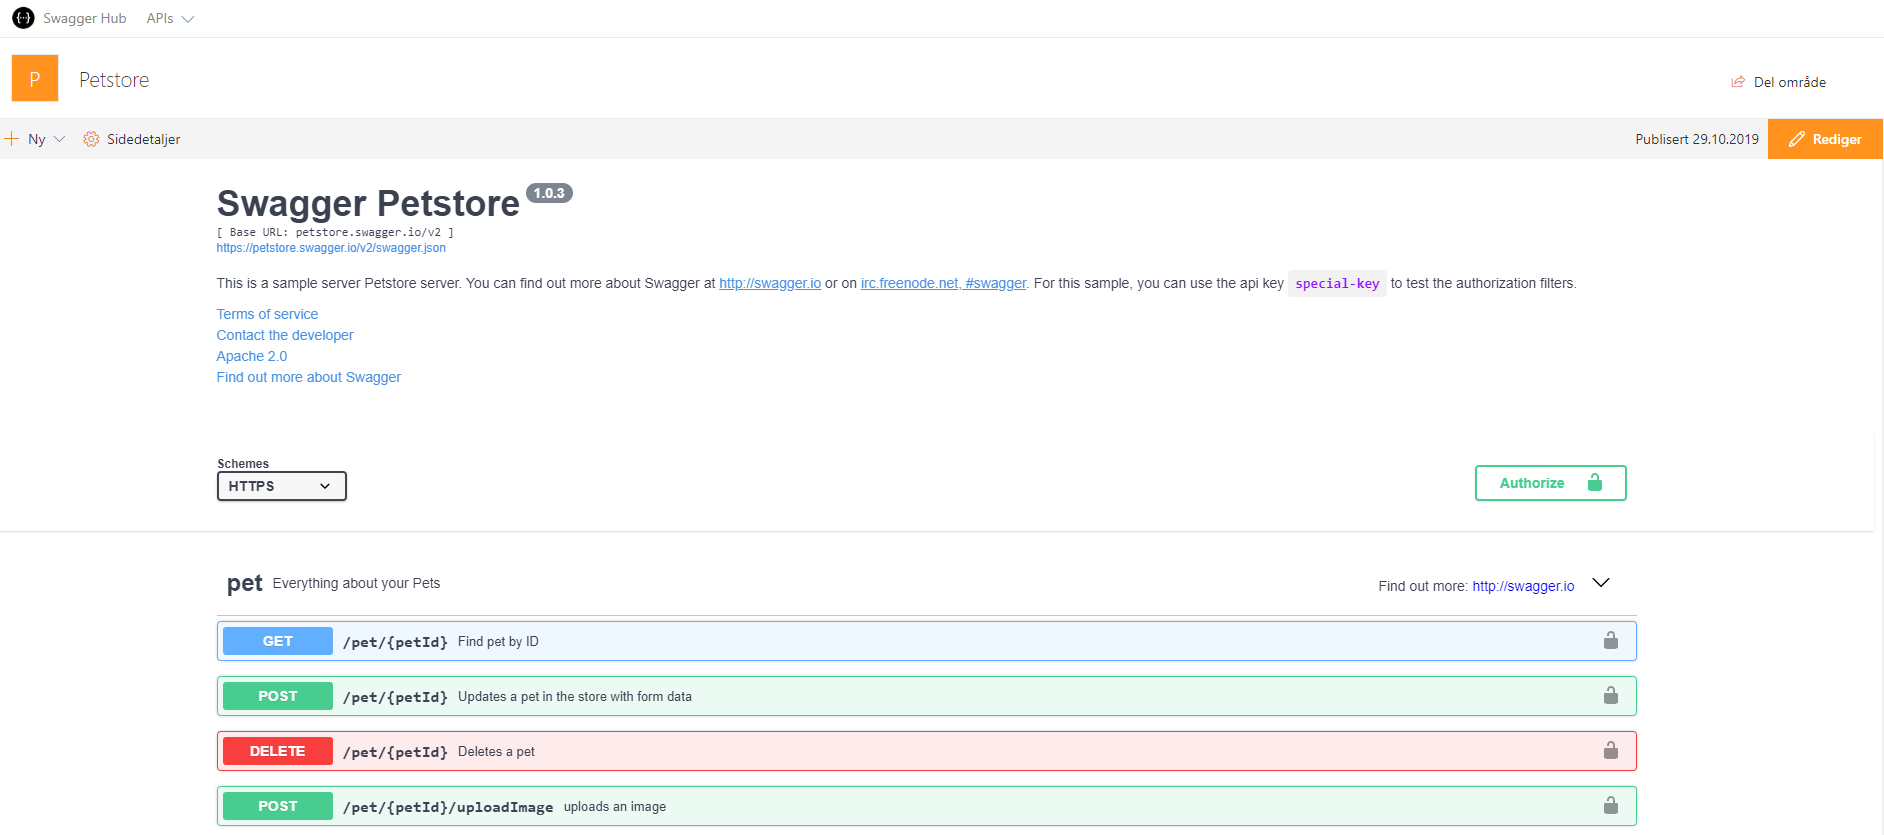 Swagger Hub APIs
P Petstore
Del område
Ny Sidedetaljer Publisert 29.10.2019 Rediger
Swagger Petstore 1.0.3
[ Base URL: petstore.swagger.io/v2 ]
https://petstore.swagger.io/v2/swagger.json
This is a sample server Petstore server. You can find out more about Swagger at http://swagger.io or on irc.freenode.net, #swagger. For this sample, you can use the api key special-key to test the authorization filters.
Terms of service
Contact the developer
Apache 2.0
Find out more about Swagger
Schemes
HTTPS
Authorize
pet Everything about your Pets Find out more: http://swagger.io
GET /pet/{petId} Find pet by ID
POST /pet/{petId} Updates a pet in the store with form data
DELETE /pet/{petId} Deletes a pet
POST /pet/{petId}/uploadImage uploads an image